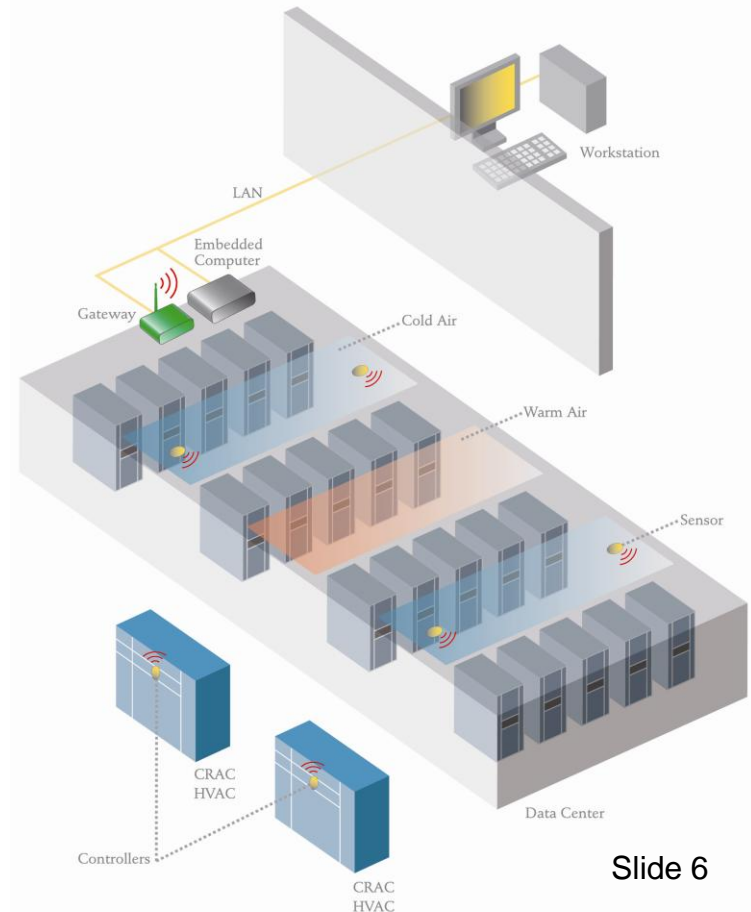 Workstation
LAN
Embedded
Computer
Gateway
Cold Air
Warm Air
Sensor
CRAC
HVAC
Data Center
Controllers
CRAC
HVAC
Slide 6